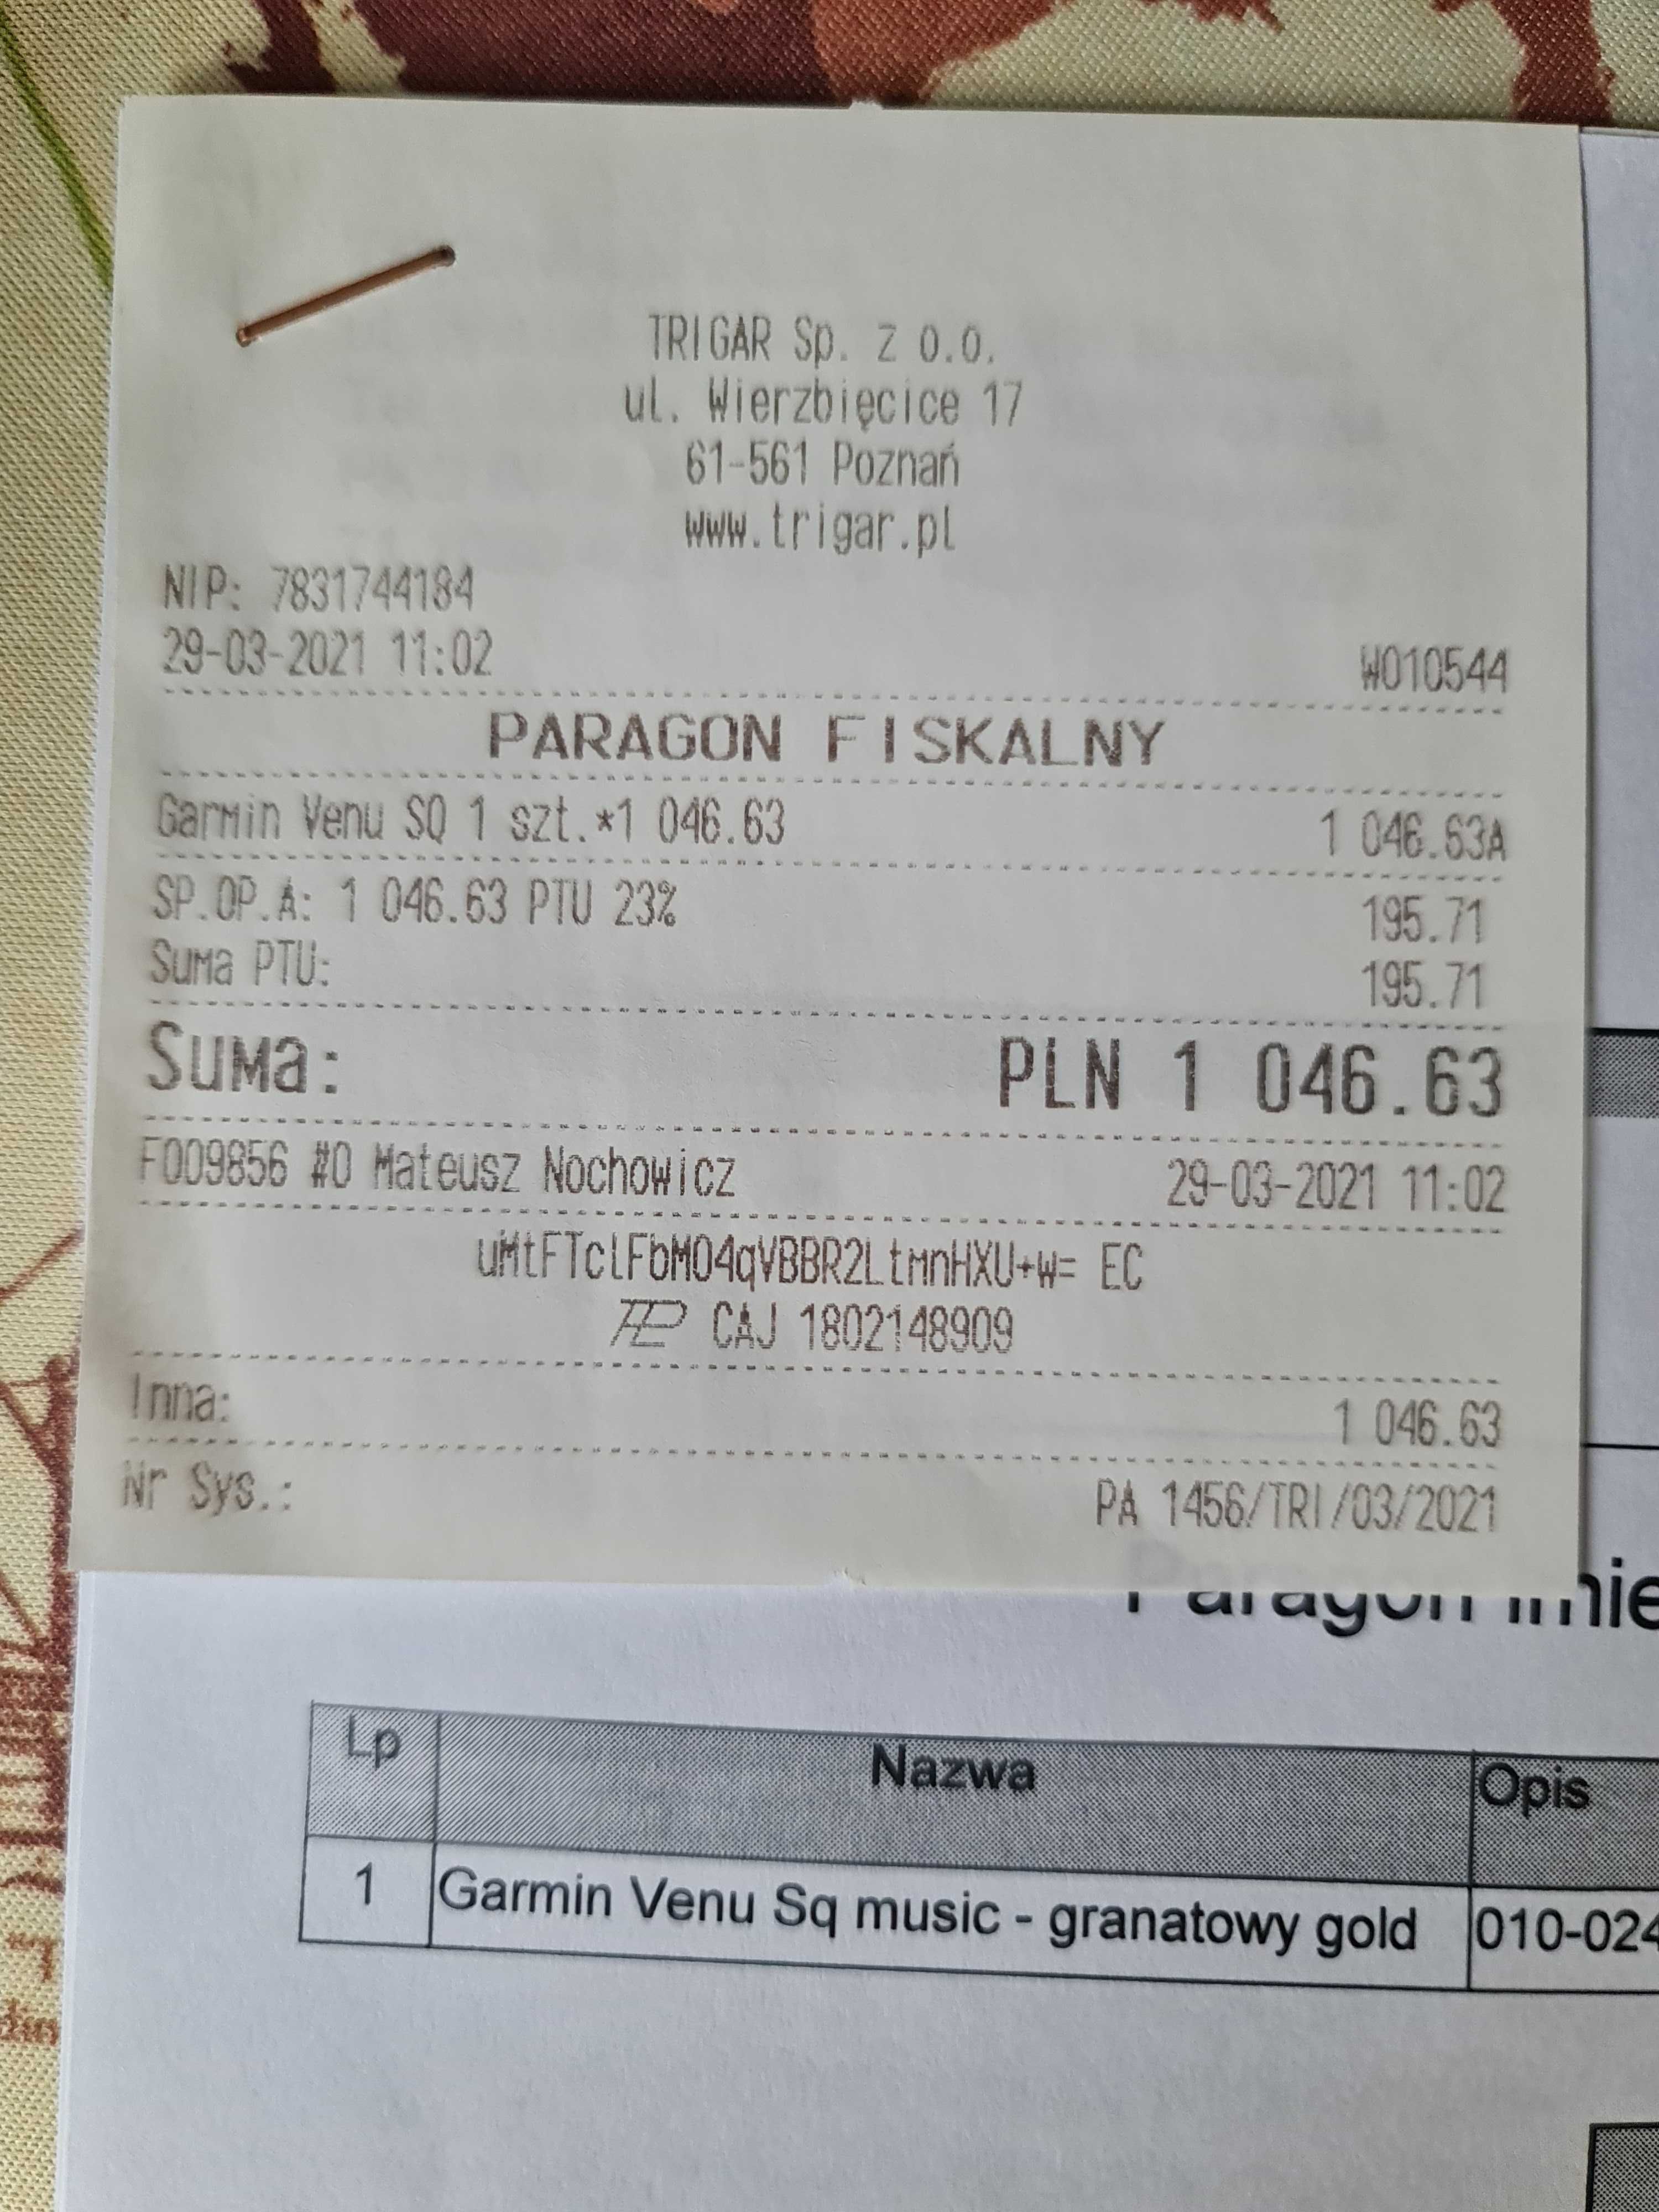 TRIGAR Sp. z o.o.
ul. Wierzbięcice 17
61-561 Poznań
www.trigar.pl
NIP: 7831744184
29-03-2021 11:02 W010544
PARAGON FISKALNY
Garmin Venu SQ 1 szt.*1 046.63 1 046.63A
SP.OP.A: 1 046.63 PTU 23% 195.71
Suma PTU: 195.71
Suma: PLN 1 046.63
F009856 #0 Mateusz Nochowicz 29-03-2021 11:02
uMtFTclFbMO4qVBBR2LtmnHXU+w= EC
CAJ 1802148909
Inna: 1 046.63
Nr Sys.: PA 1456/TRI/03/2021
Paragon imie
Lp Nazwa Opis
1 Garmin Venu Sq music - granatowy gold 010-024